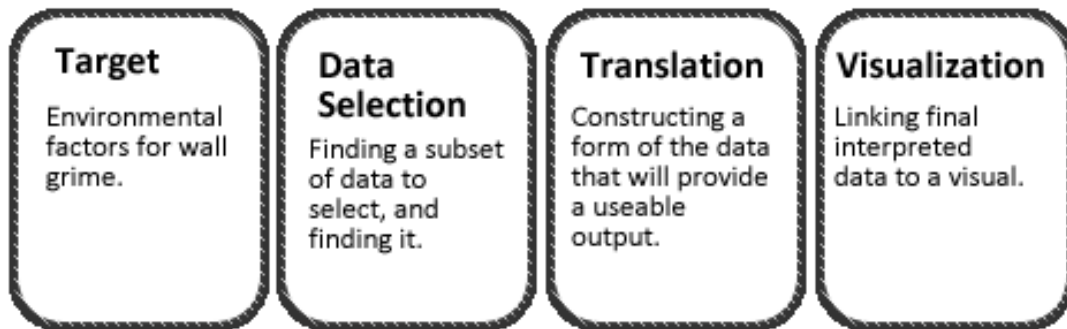 Target
Environmental
factors for wall
grime.
Data
Selection
Finding a subset
of data to
select, and
finding it.
Translation
Constructing a
form of the data
that will provide
a useable
output.
Visualization
Linking final
interpreted
data to a visual.